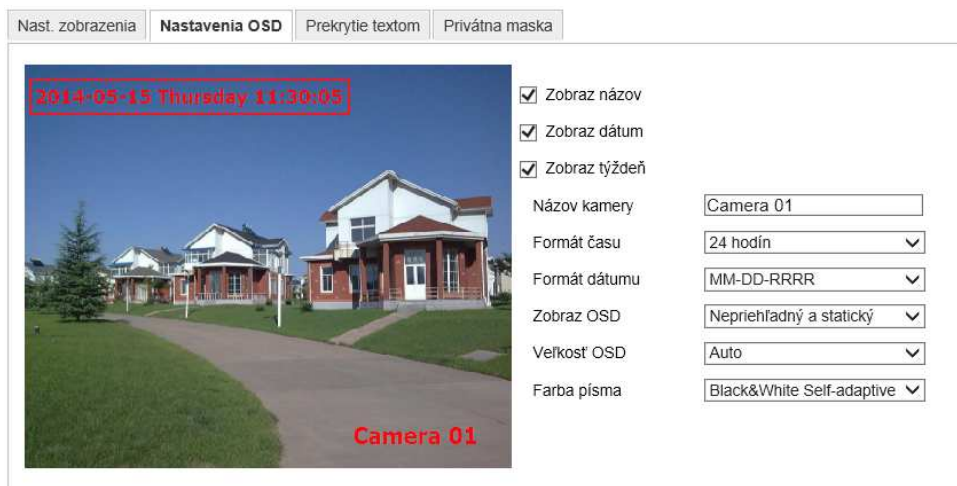 Nast. zobrazenia
Nastavenia OSD
Prekrytie textom
Privátna maska
2014-05-15 Thursday 11:30:05
Camera 01
Zobraz názov
Zobraz dátum
Zobraz týždeň
Názov kamery Camera 01
Formát času 24 hodín
Formát dátumu MM-DD-RRRR
Zobraz OSD Nepriehľadný a statický
Veľkosť OSD Auto
Farba písma Black&White Self-adaptive